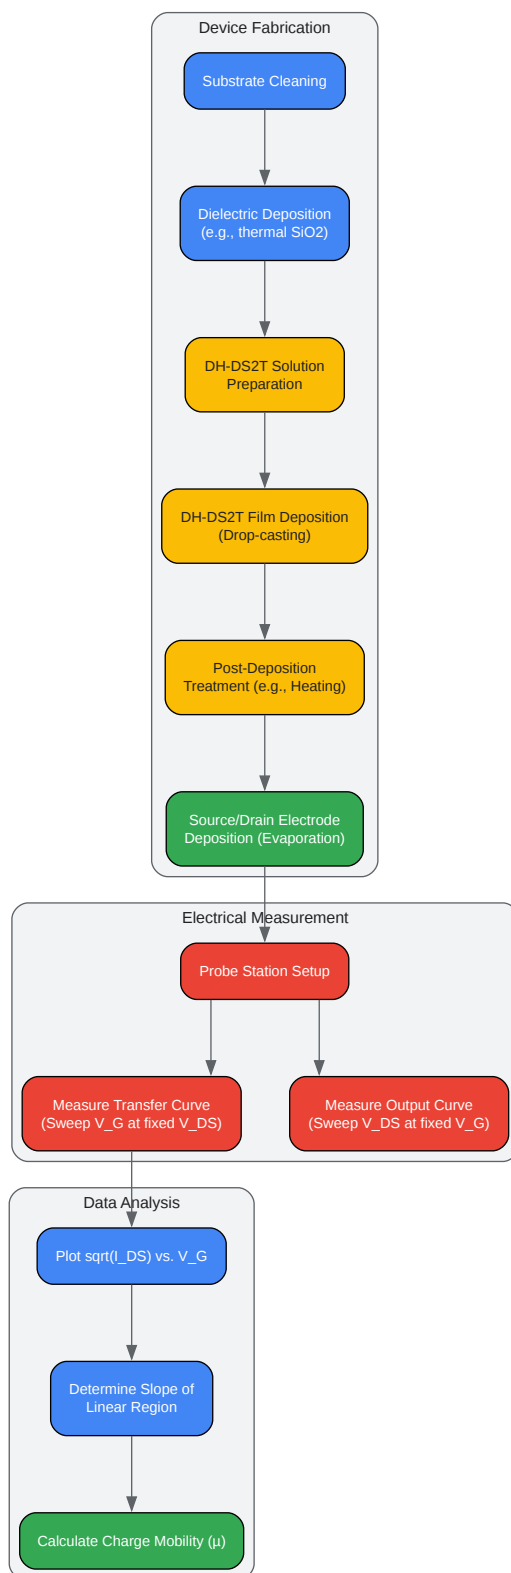 Device Fabrication
Substrate Cleaning
Dielectric Deposition
(e.g., thermal SiO2)
DH-DS2T Solution
Preparation
DH-DS2T Film Deposition
(Drop-casting)
Post-Deposition
Treatment (e.g., Heating)
Source/Drain Electrode
Deposition (Evaporation)
Electrical Measurement
Probe Station Setup
Measure Transfer Curve
(Sweep V_G at fixed V_DS)
Measure Output Curve
(Sweep V_DS at fixed V_G)
Data Analysis
Plot sqrt(I_DS) vs. V_G
Determine Slope of
Linear Region
Calculate Charge Mobility (μ)